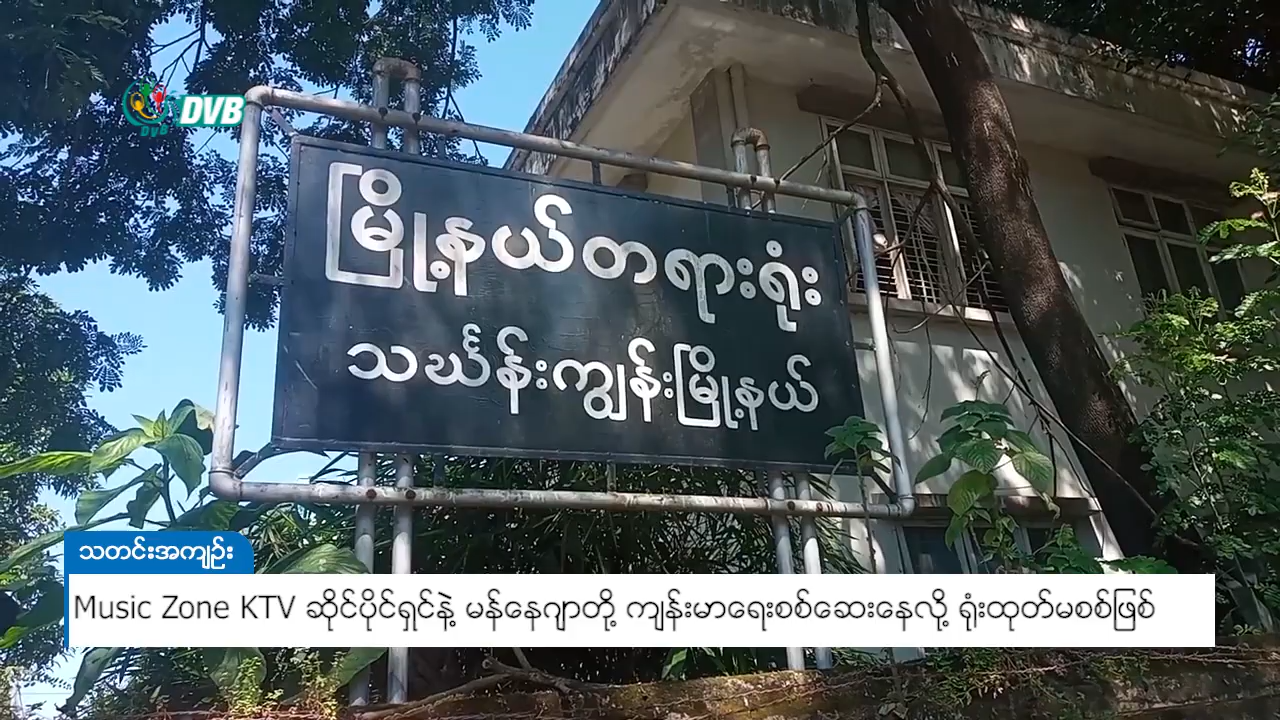 DVB
DVB
မြို့နယ်တရားရုံး
သင်္ဃန်းကျွန်းမြို့နယ်
သတင်းအကျဉ်း
Music Zone KTV ဆိုင်ပိုင်ရှင်နဲ့ မန်နေဂျာတို့ ကျန်းမာရေးစစ်ဆေးနေလို့ ရုံးထုတ်မစစ်ဖြစ်